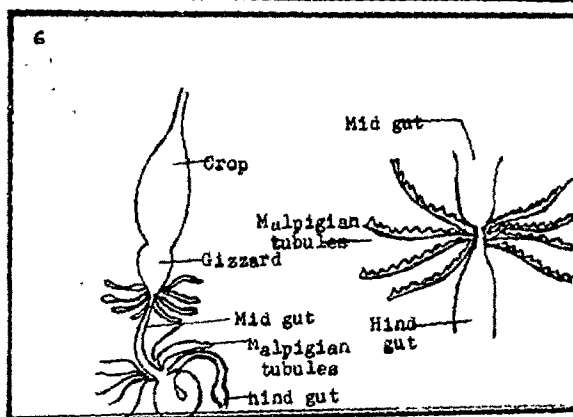 6
Crop
Gizzard
Mid gut
Malpigian
tubules
hind gut
Mid gut
Malpigian
tubules
Hind
gut